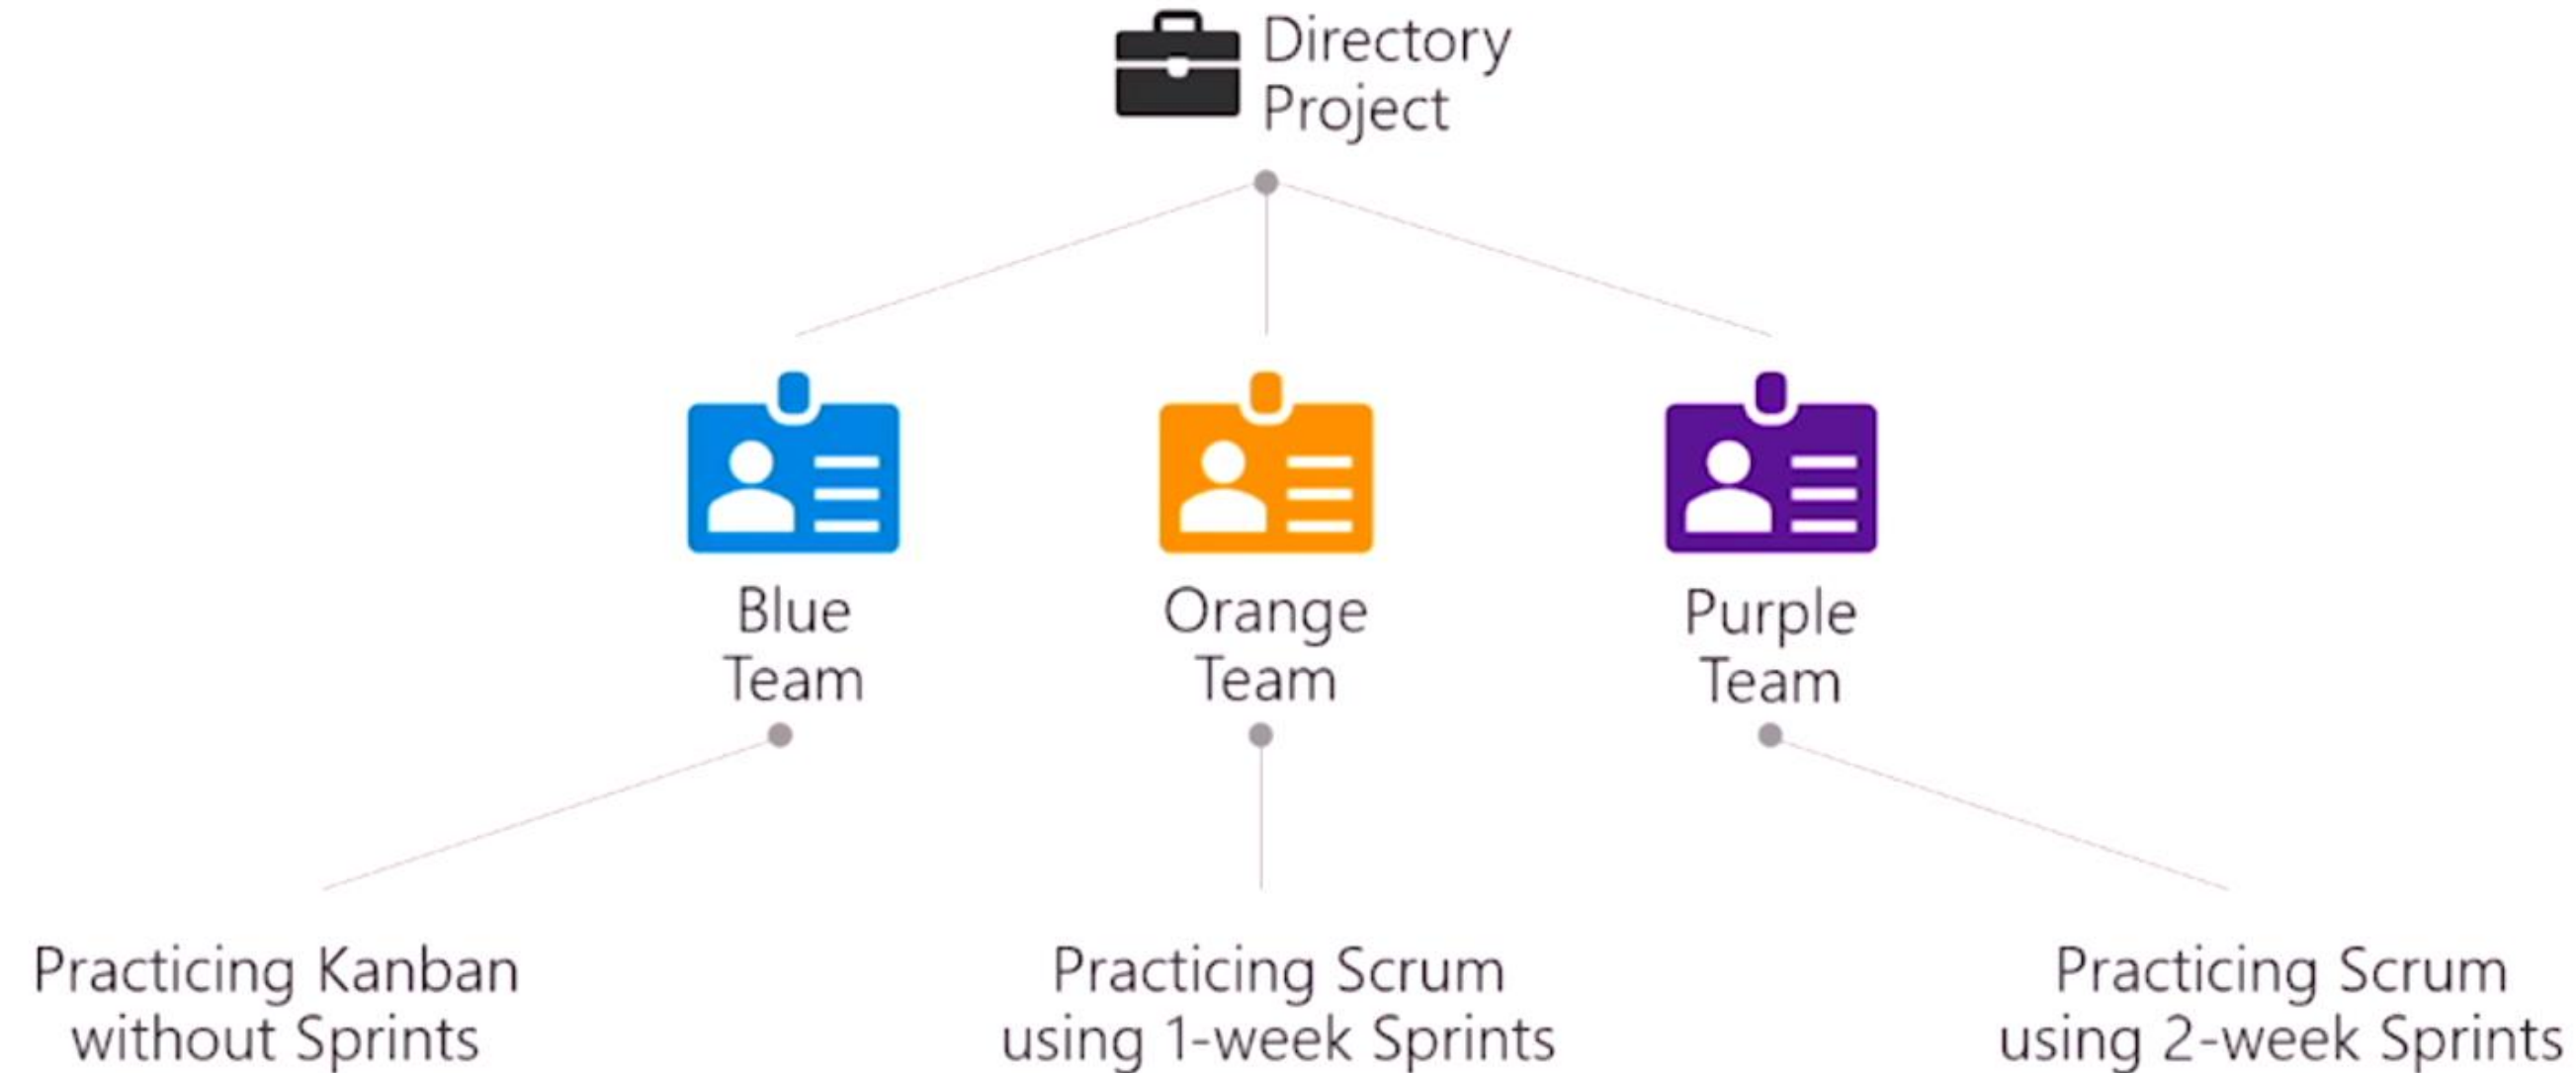 Directory
Project
Blue
Team
Orange
Team
Purple
Team
Practicing Kanban
without Sprints
Practicing Scrum
using 1-week Sprints
Practicing Scrum
using 2-week Sprints